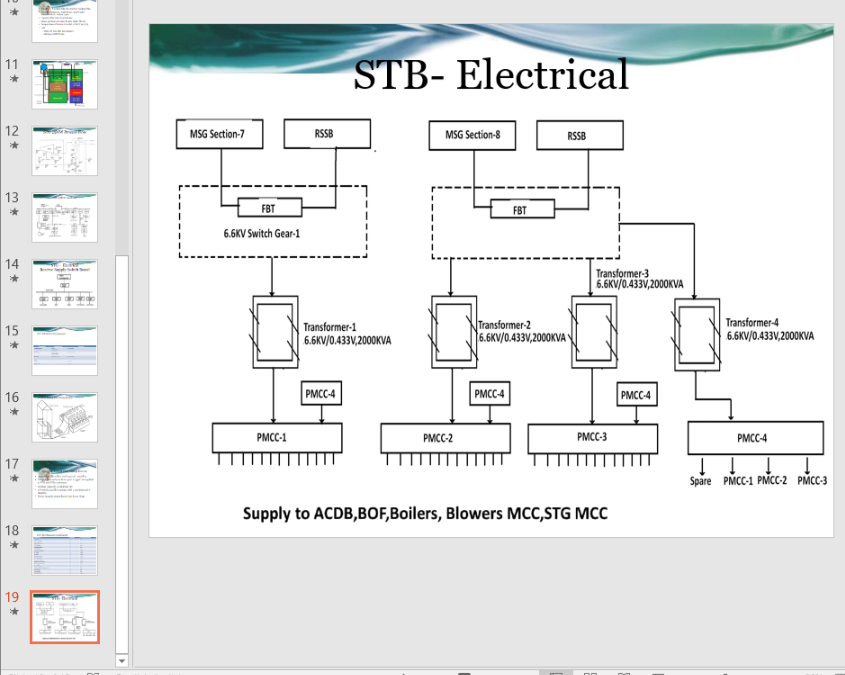 11
12
13
14
15
16
17
18
19
STB- Electrical
MSG Section-7
RSSB
MSG Section-8
RSSB
FBT
FBT
6.6KV Switch Gear-1
Transformer-3
6.6KV/0.433V,2000KVA
Transformer-1
6.6KV/0.433V,2000KVA
Transformer-2
6.6KV/0.433V,2000KVA
Transformer-4
6.6KV/0.433V,2000KVA
PMCC-4
PMCC-4
PMCC-4
PMCC-1
PMCC-2
PMCC-3
PMCC-4
Spare
PMCC-1
PMCC-2
PMCC-3
Supply to ACDB,BOF,Boilers, Blowers MCC,STG MCC